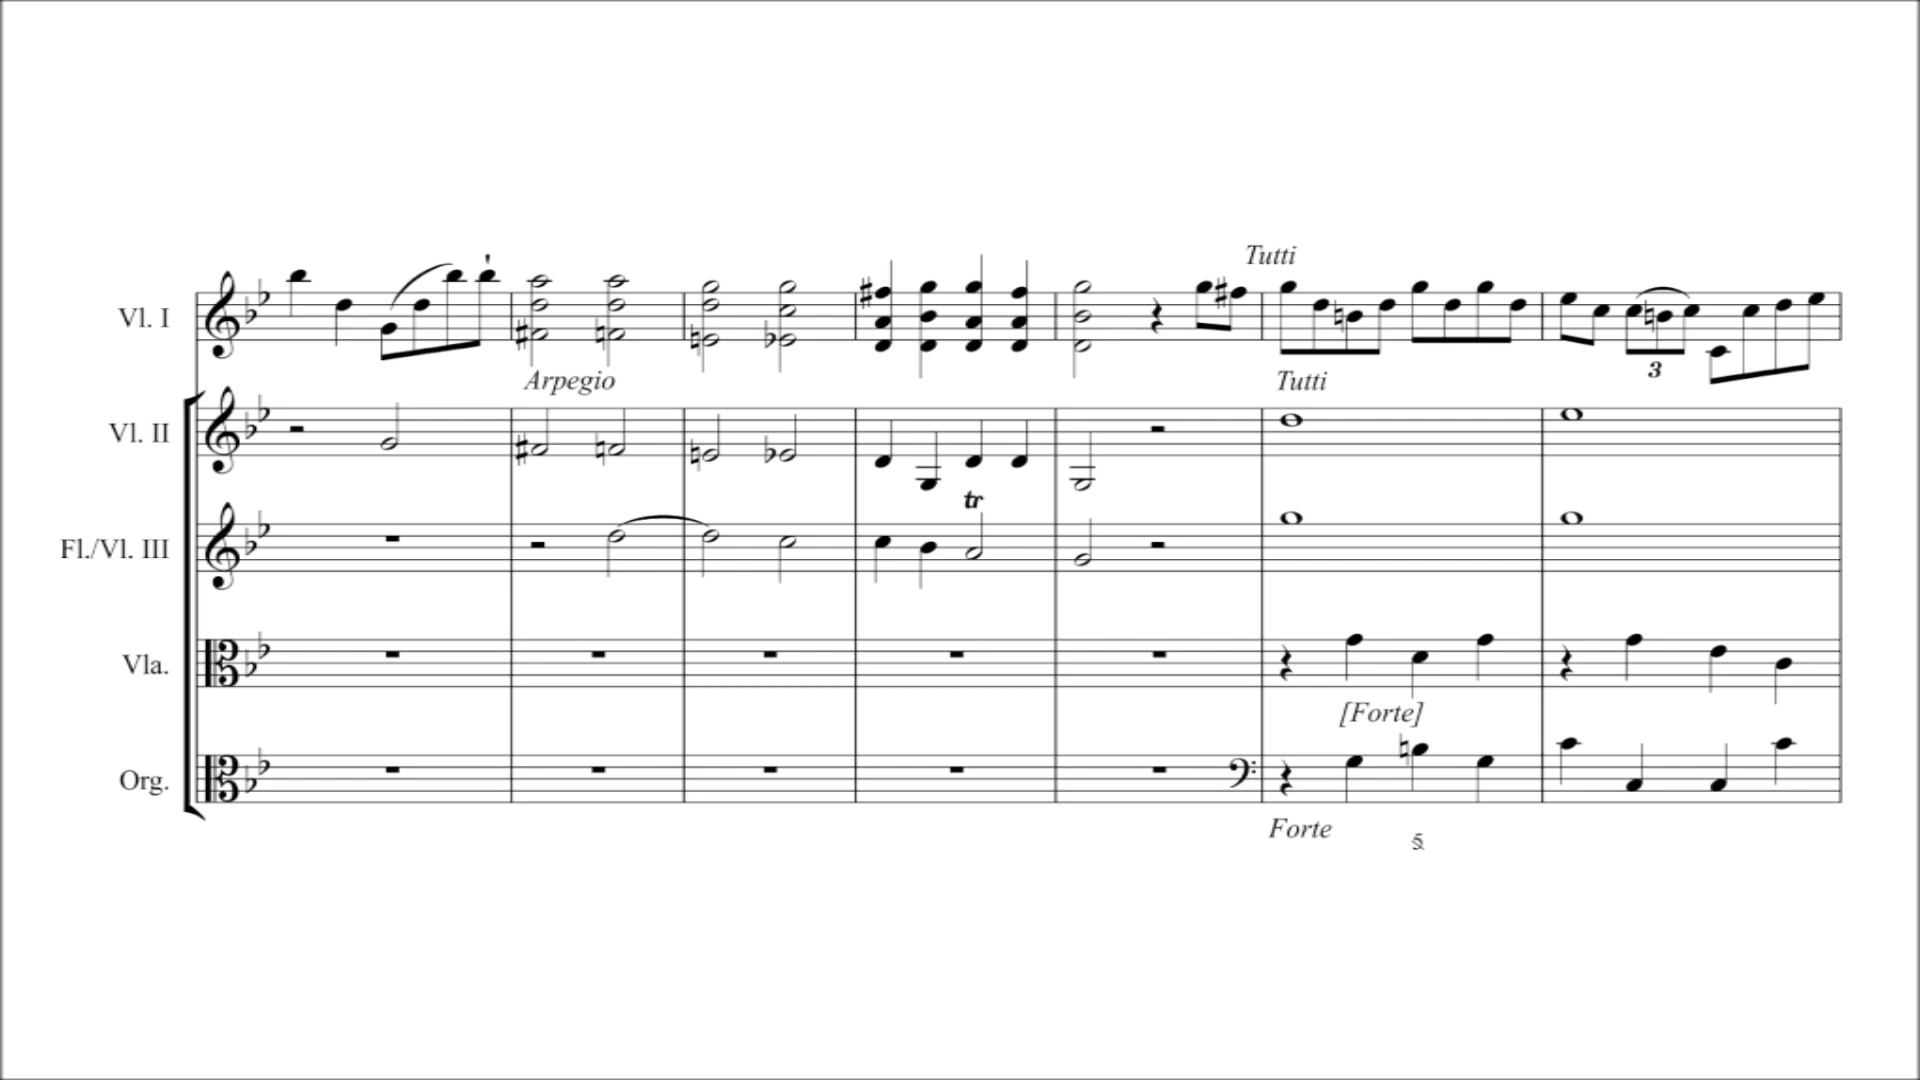 Tutti
Vl. I
3
Arpegio
Tutti
Vl. II
tr
Fl./Vl. III
Vla.
[Forte]
Org.
Forte
5